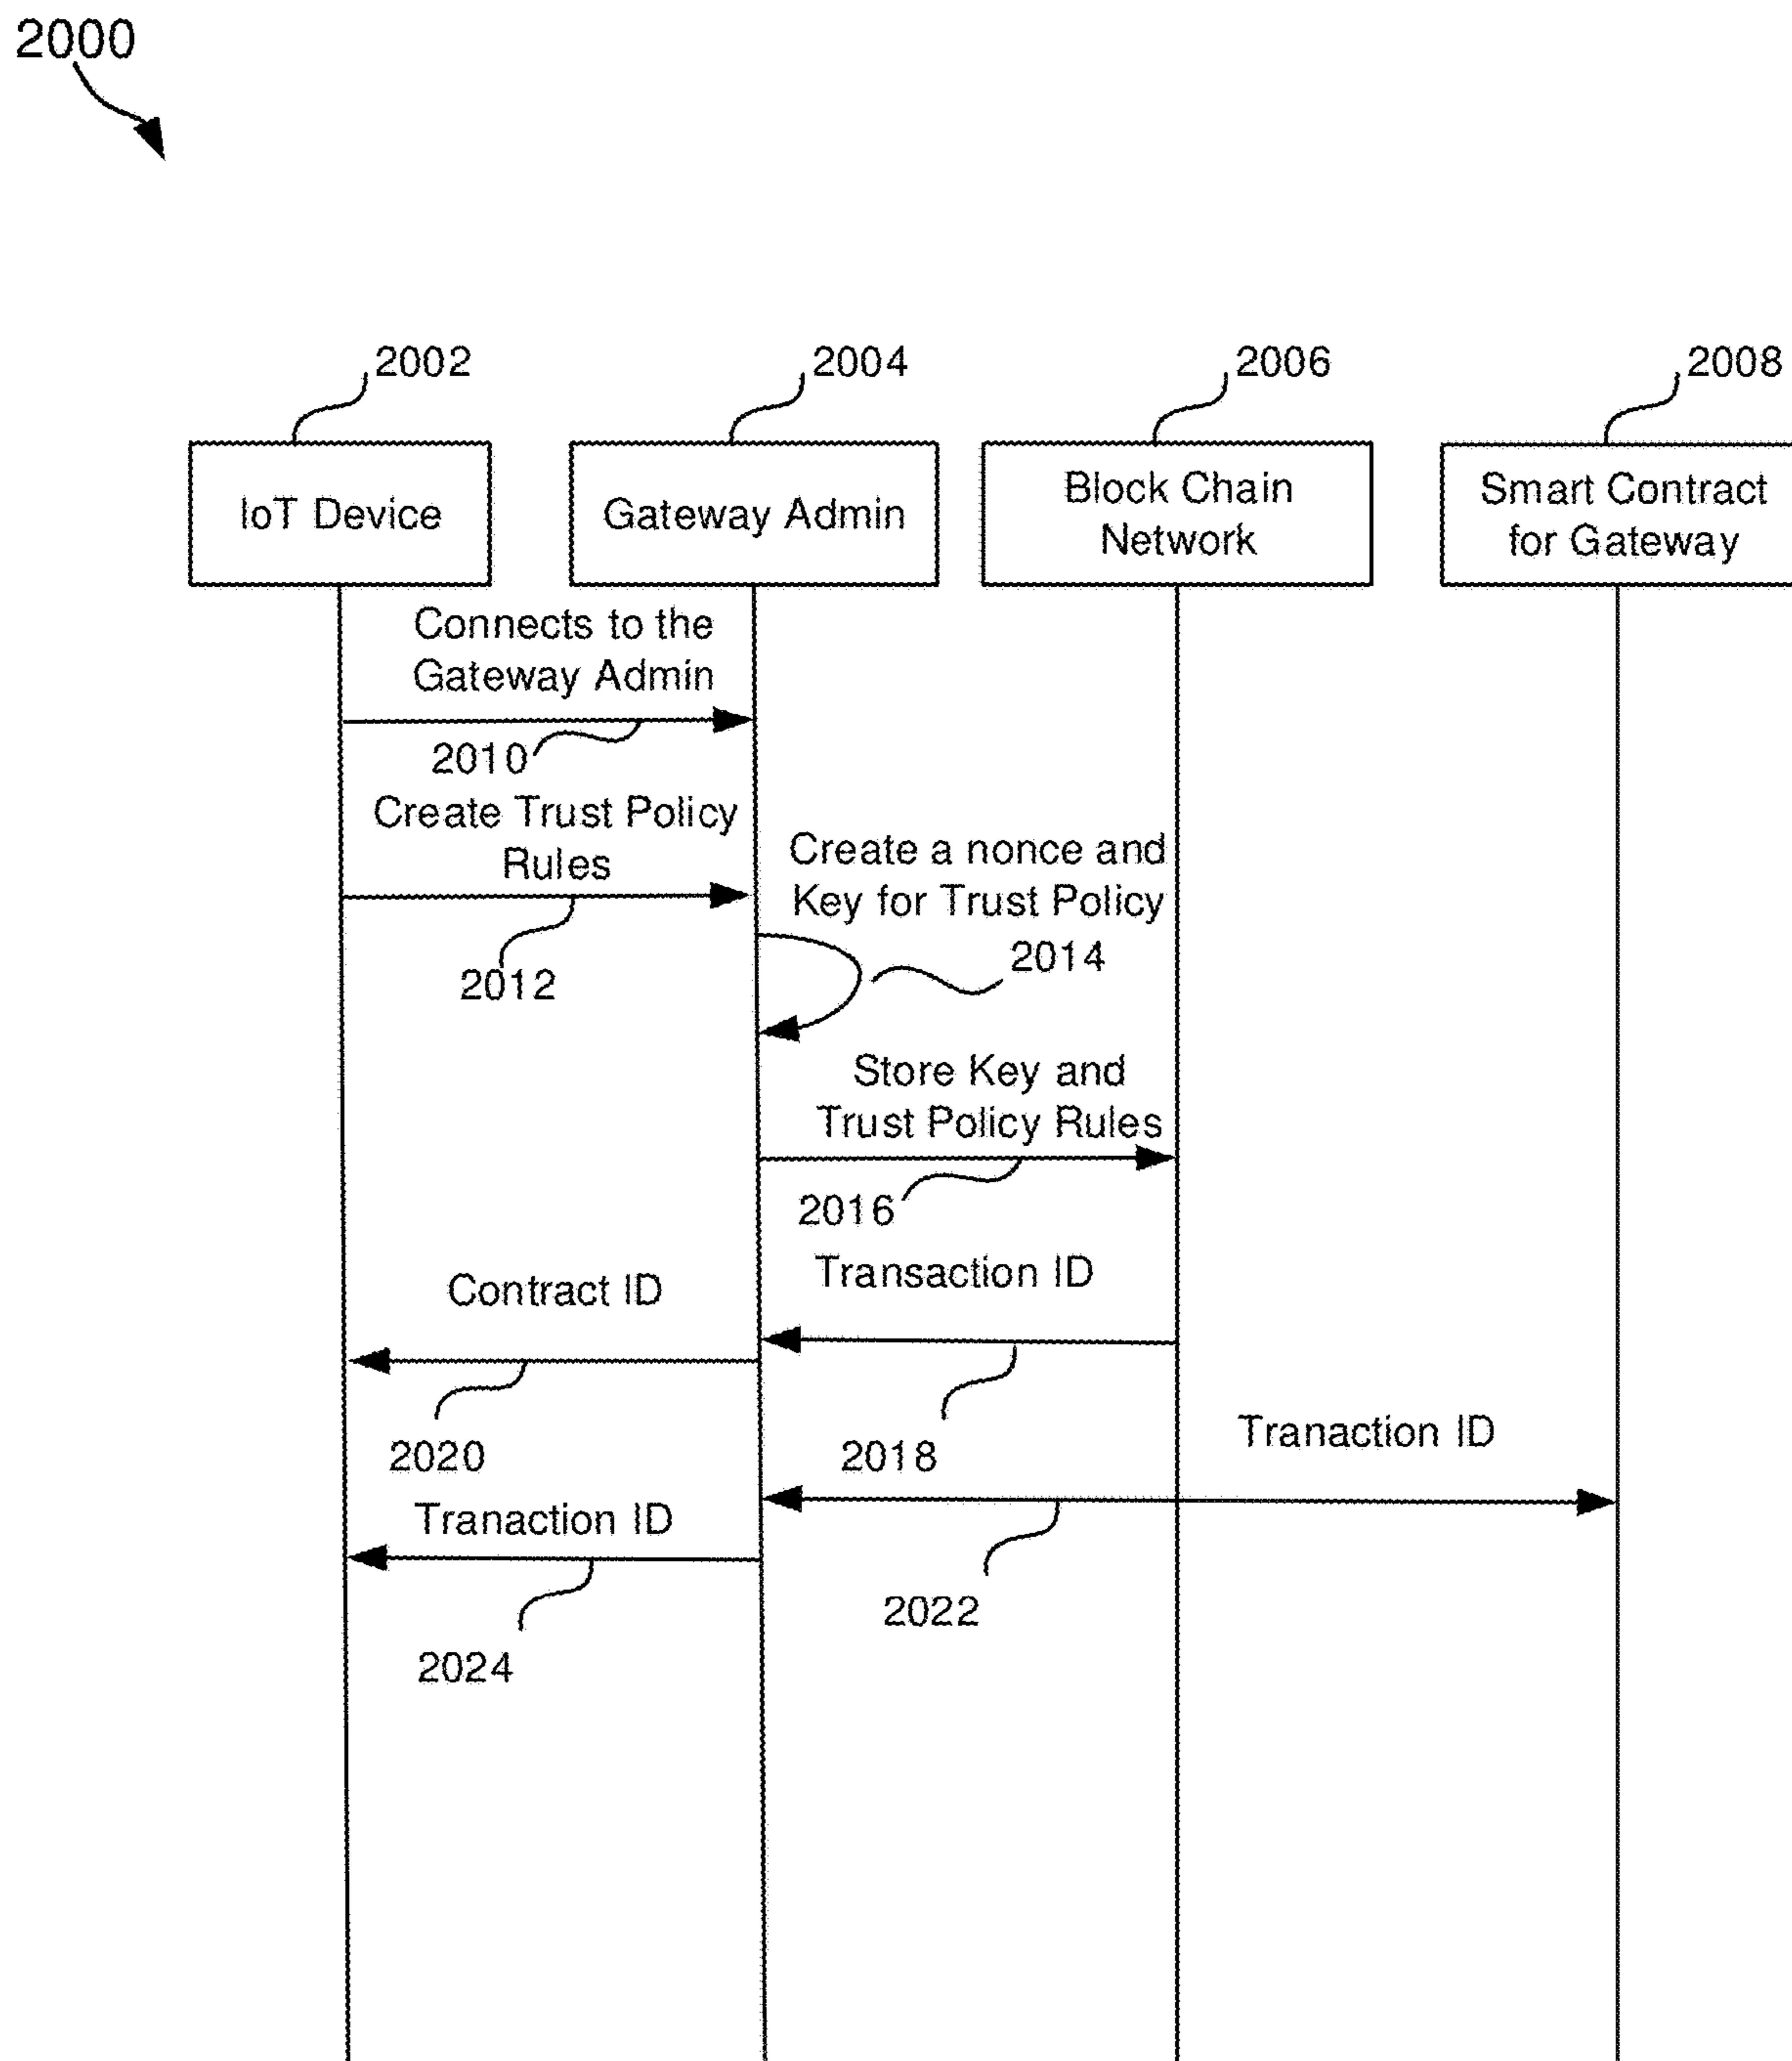 2000
2002
2004
2006
2008
IoT Device
Gateway Admin
Block Chain
Network
Smart Contract
for Gateway
Connects to the
Gateway Admin
2010
Create Trust Policy
Rules
2012
Create a nonce and
Key for Trust Policy
2014
Store Key and
Trust Policy Rules
2016
Transaction ID
2018
Contract ID
2020
Tranaction ID
2022
Tranaction ID
2024